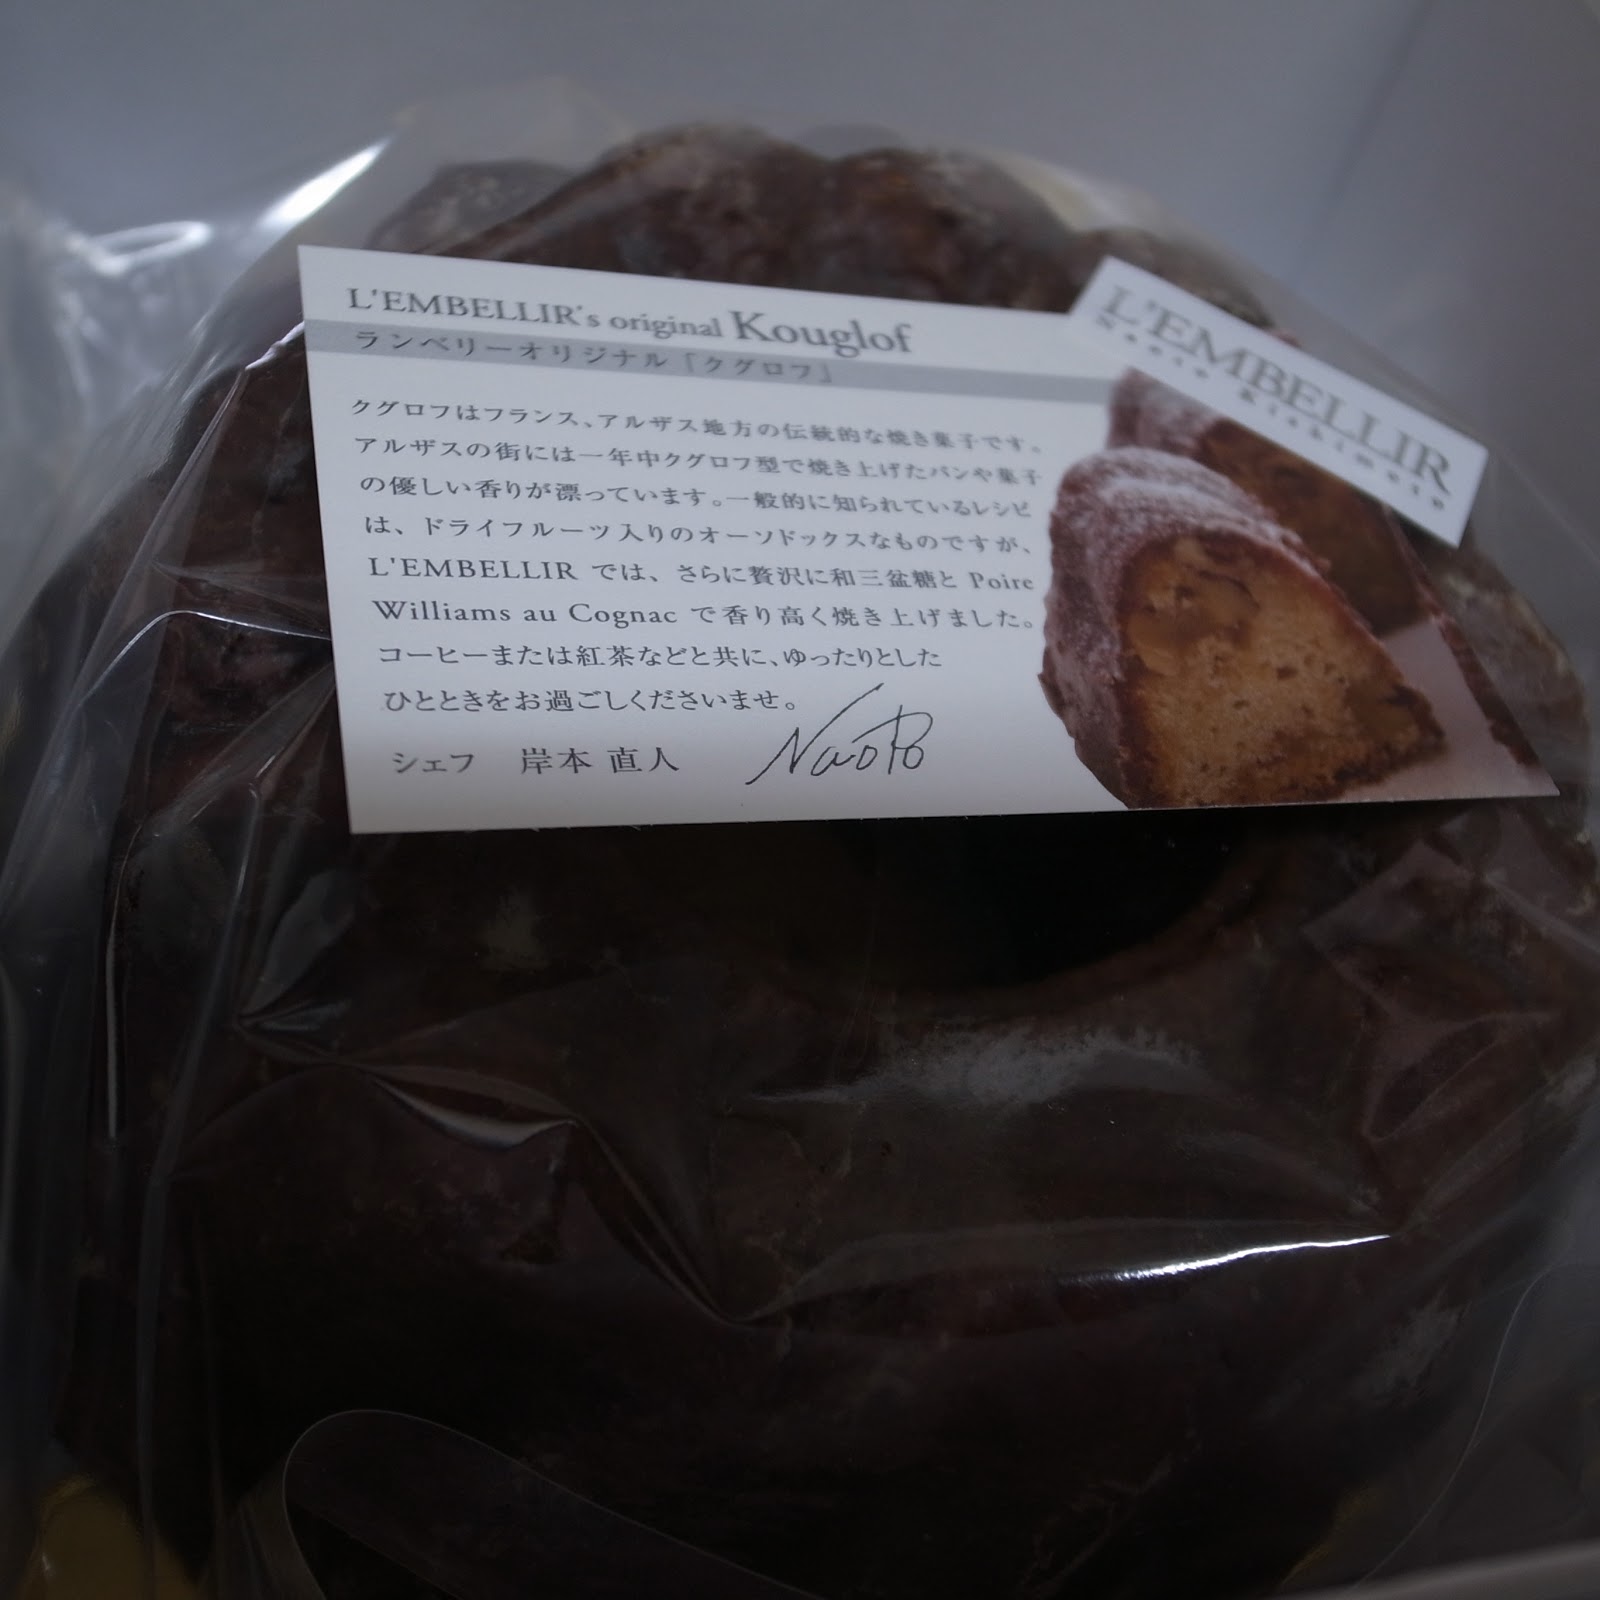 L'EMBELLIR's original Kouglof
ランベリーオリジナル「クグロフ」
クグロフはフランス、アルザス地方の伝統的な焼き菓子です。
アルザスの街には一年中クグロフ型で焼き上げたパンや菓子
の優しい香りが漂っています。一般的に知られているレシピ
は、ドライフルーツ入りのオーソドックスなものですが、
L'EMBELLIR では、さらに贅沢に和三盆糖と Poire
Williams au Cognac で香り高く焼き上げました。
コーヒーまたは紅茶などと共に、ゆったりとした
ひとときをお過ごしくださいませ。
シェフ 岸本 直人
Naoto
L'EMBELLIR
Naoto Kishimoto